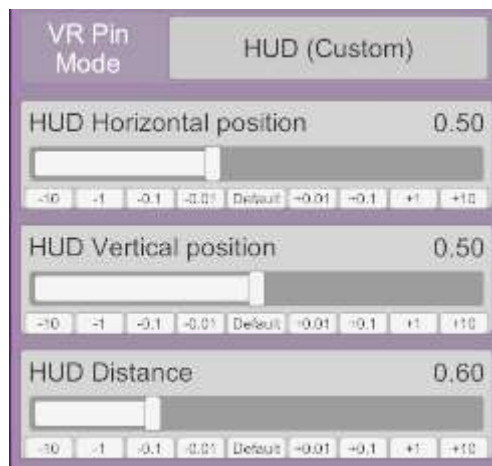 VR Pin
Mode
HUD (Custom)
HUD Horizontal position 0.50
-10 -1 -0.1 -0.01 Default +0.01 +0.1 +1 +10
HUD Vertical position 0.50
-10 -1 -0.1 -0.01 Default +0.01 +0.1 +1 +10
HUD Distance 0.60
-10 -1 -0.1 -0.01 Default +0.01 +0.1 +1 +10